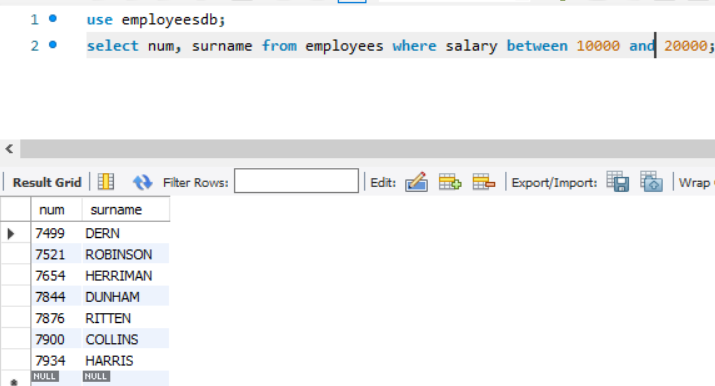 1 use employeesdb;
2 select num, surname from employees where salary between 10000 and 20000;
Result Grid Filter Rows: Edit: Export/Import: Wrap
num surname
7499 DERN
7521 ROBINSON
7654 HERRIMAN
7844 DUNHAM
7876 RITTEN
7900 COLLINS
7934 HARRIS
NULL NULL